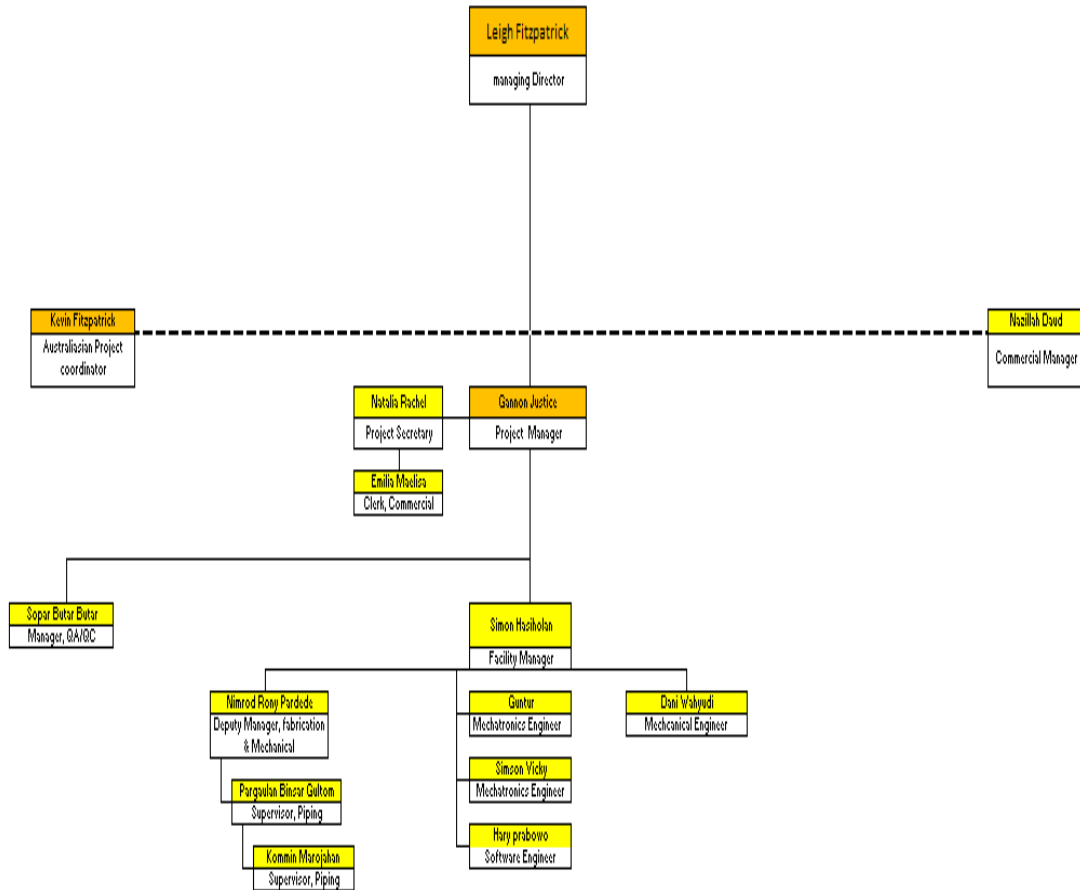 Leigh Fitzpatrick
managing Director
Kevin Fitzpatrick
Australiasian Project
coordinator
Nazillah Daud
Commercial Manager
Natalia Rachel
Project Secretary
Gannon Justice
Project Manager
Emilia Maelisa
Clerk, Commercial
Sopar Butar Butar
Manager, QA/QC
Simon Hasiholan
Facility Manager
Nimrod Rony Pardede
Deputy Manager, fabrication
& Mechanical
Guntur
Mechatronics Engineer
Dani Wahyudi
Mechcanical Engineer
Pargaulan Binsar Gultom
Supervisor, Piping
Simson Vicky
Mechatronics Engineer
Hary prabowo
Software Engineer
Kommin Marojahan
Supervisor, Piping